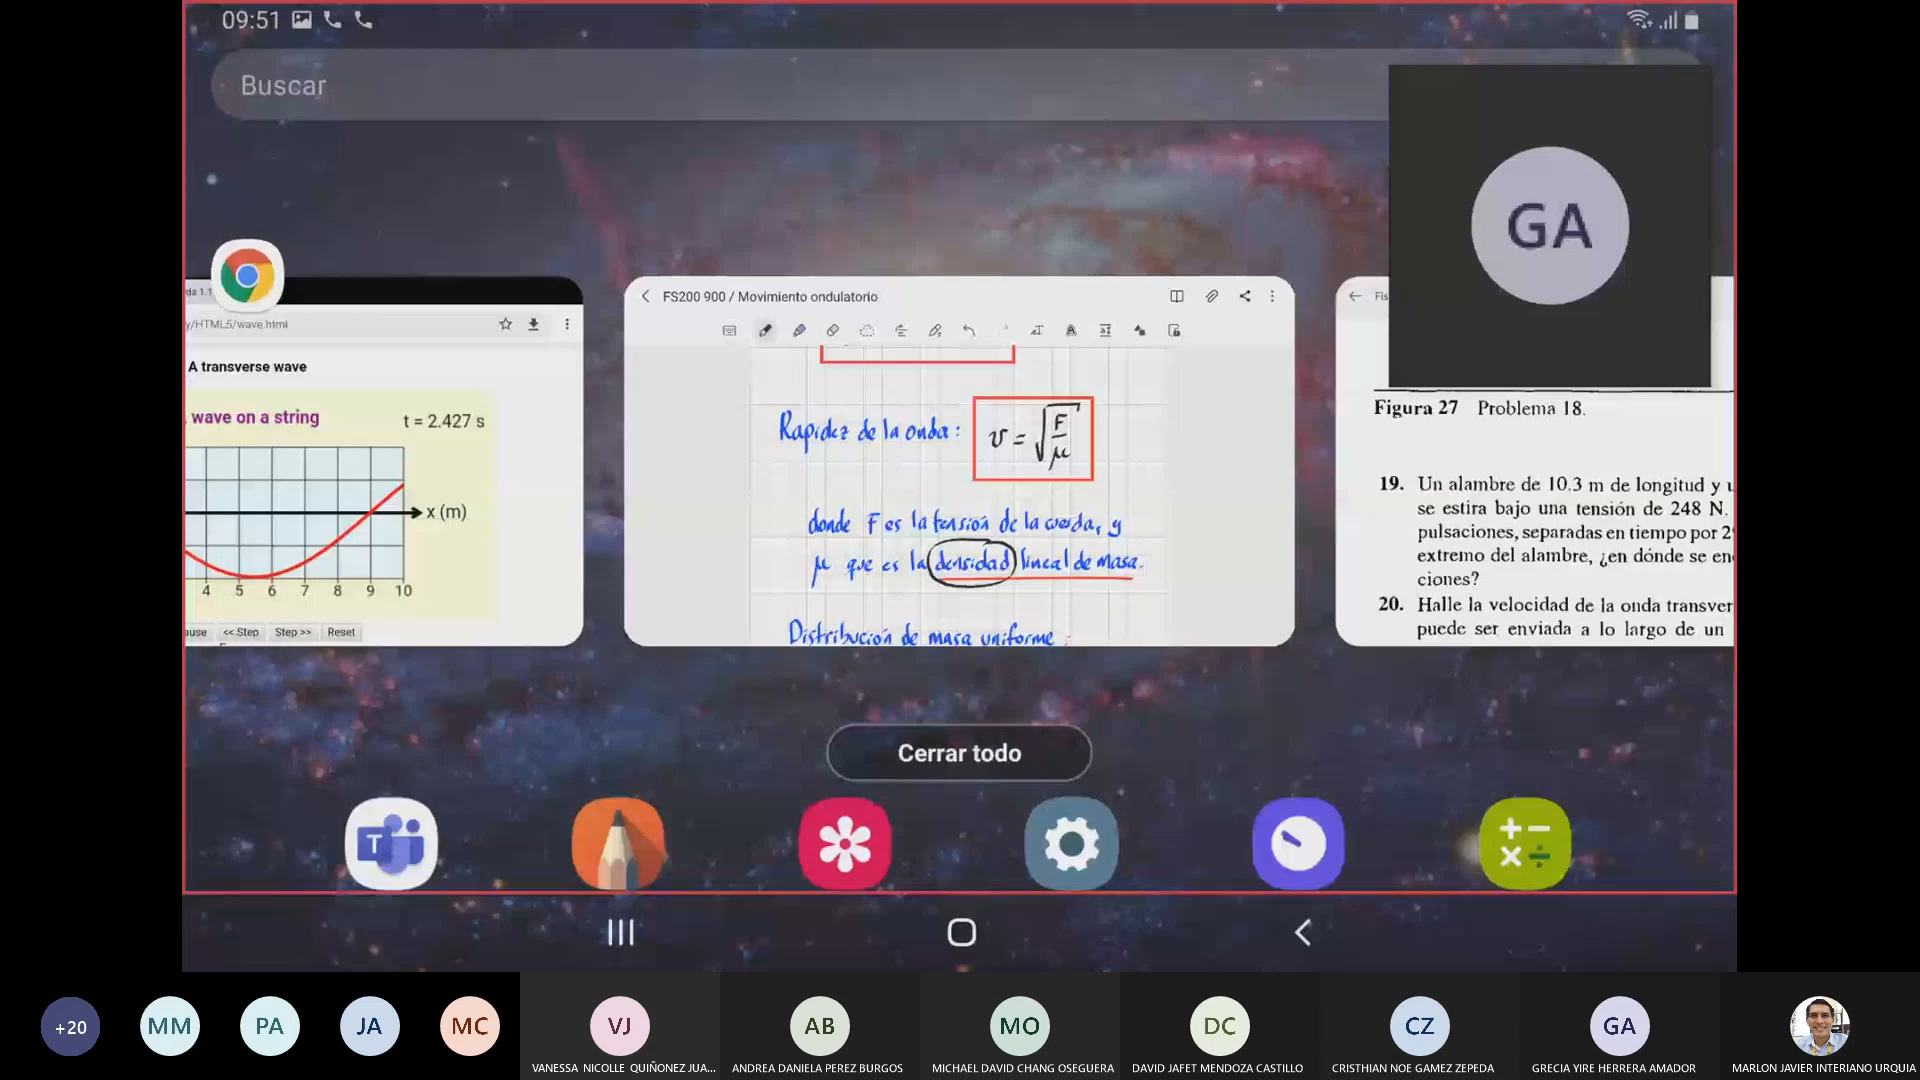 09:51
Buscar
GA
da 1.1
y/HTML5/wave.html
A transverse wave
wave on a string
t = 2.427 s
x (m)
4 5 6 7 8 9 10
ause << Step Step >> Reset
FS200 900 / Movimiento ondulatorio
Rapidez de la onda: v = √(F/μ)
donde F es la tensión de la cuerda, y
μ que es la densidad lineal de masa.
Distribución de masa uniforme:
Fis
Figura 27 Problema 18.
19. Un alambre de 10.3 m de longitud y u
se estira bajo una tensión de 248 N.
pulsaciones, separadas en tiempo por 2
extremo del alambre, ¿en dónde se en
ciones?
20. Halle la velocidad de la onda transver
puede ser enviada a lo largo de un
Cerrar todo
T
+20
MM
PA
JA
MC
VJ
VANESSA NICOLLE QUIÑONEZ JUA...
AB
ANDREA DANIELA PEREZ BURGOS
MO
MICHAEL DAVID CHANG OSEGUERA
DC
DAVID JAFET MENDOZA CASTILLO
CZ
CRISTHIAN NOE GAMEZ ZEPEDA
GA
GRECIA YIRE HERRERA AMADOR
MARLON JAVIER INTERIANO URQUIA